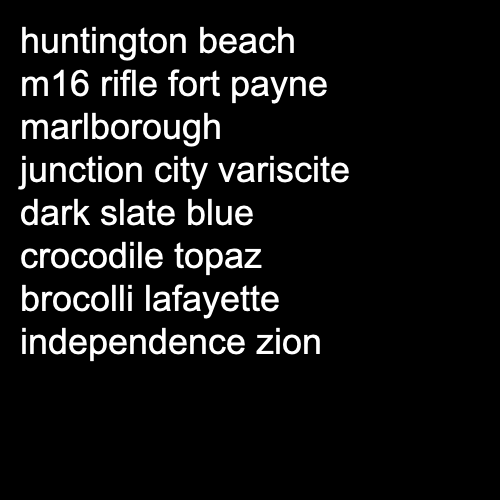 huntington beach
m16 rifle fort payne
marlborough
junction city variscite
dark slate blue
crocodile topaz
brocolli lafayette
independence zion